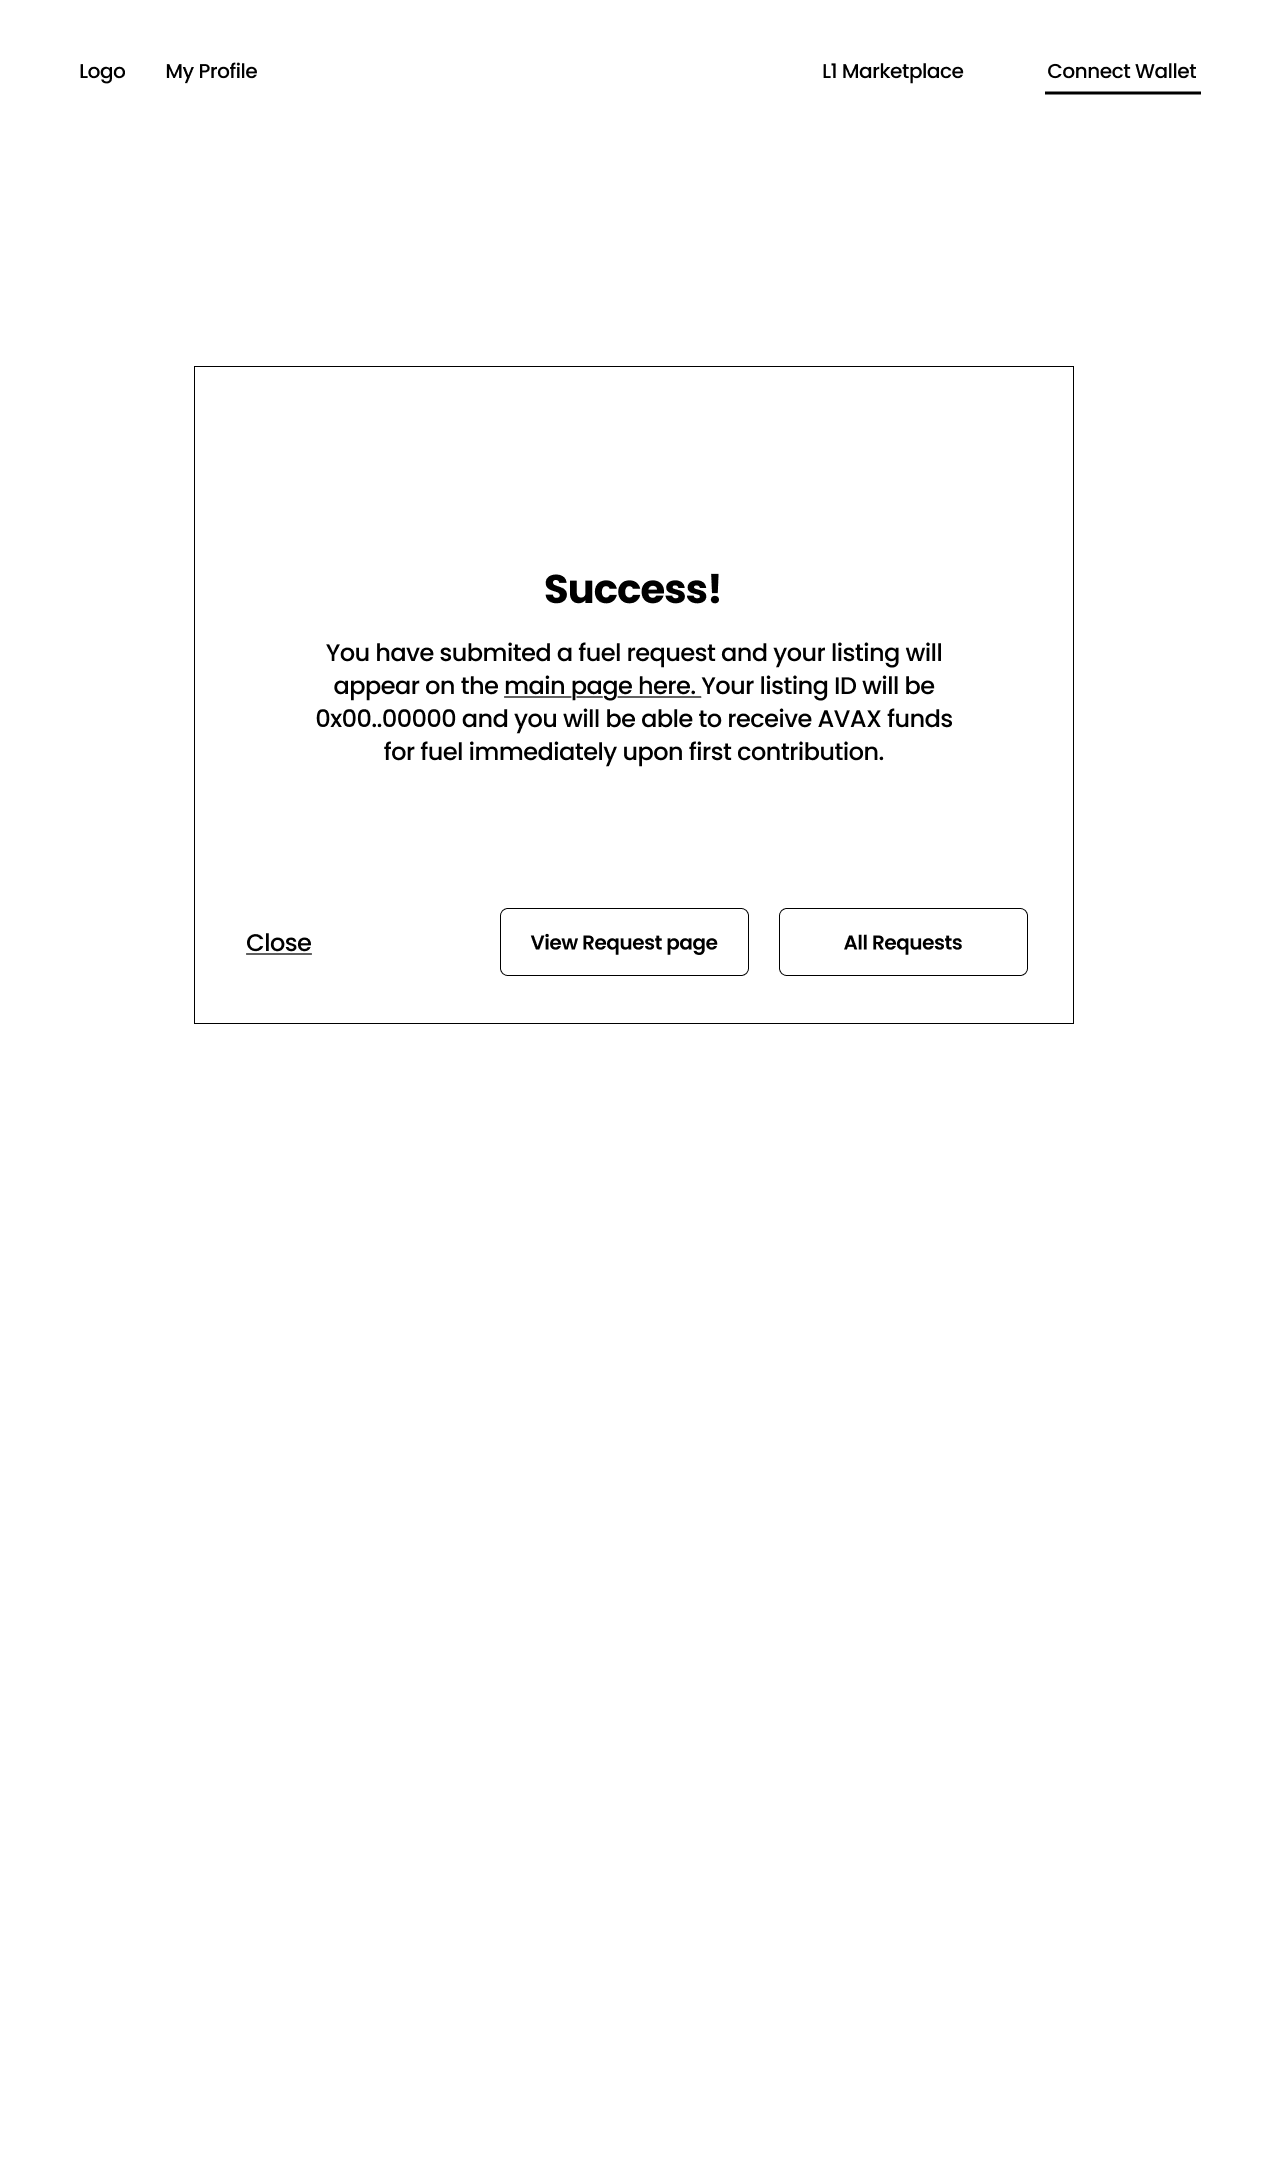 Logo My Profile L1 Marketplace Connect Wallet
Success!
You have submited a fuel request and your listing will
appear on the main page here. Your listing ID will be
0x00..00000 and you will be able to receive AVAX funds
for fuel immediately upon first contribution.
Close View Request page All Requests